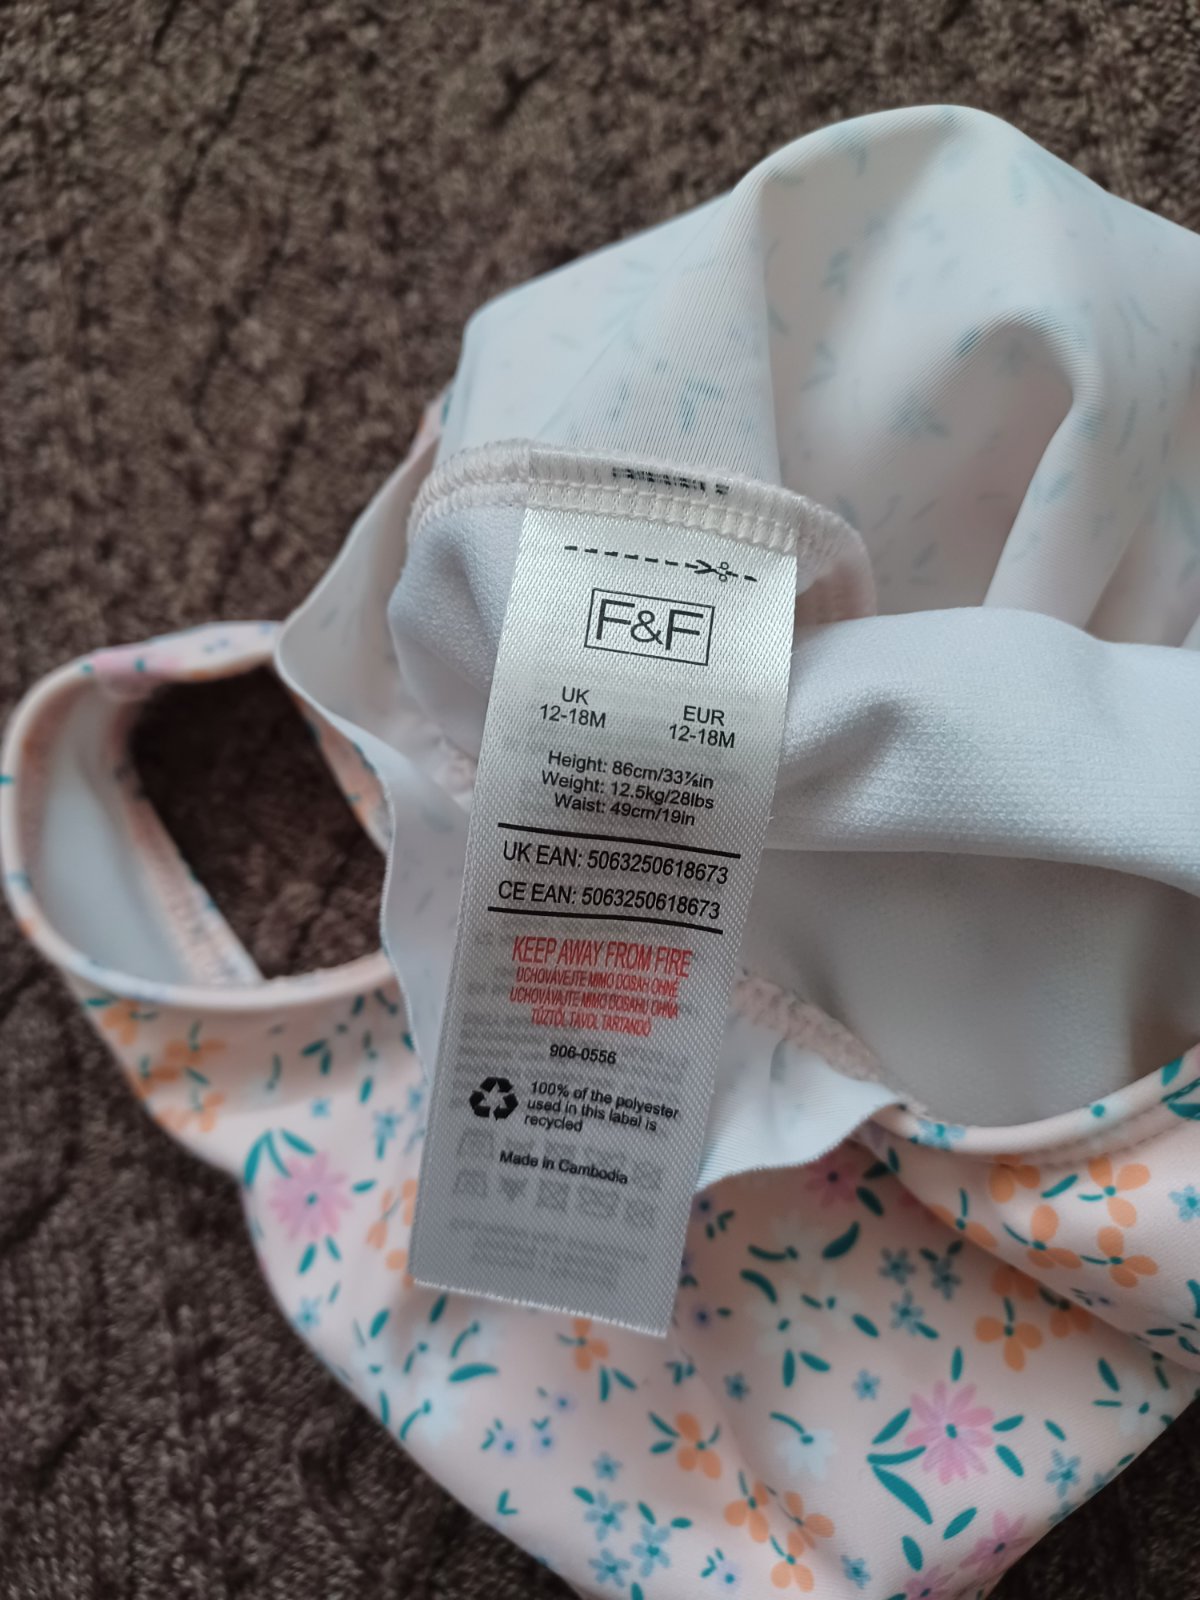 F&F
UK
12-18M
EUR
12-18M
Height: 86cm/33⅞in
Weight: 12.5kg/28lbs
Waist: 49cm/19in
UK EAN: 5063250618673
CE EAN: 5063250618673
KEEP AWAY FROM FIRE
UCHOVÁVEJTE MIMO DOSAH OHNĚ
UCHOVÁVAJTE MIMO DOSAHU OHŇA
TŰZTŐL TÁVOL TARTANDÓ
906-0556
100% of the polyester
used in this label is
recycled
Made in Cambodia